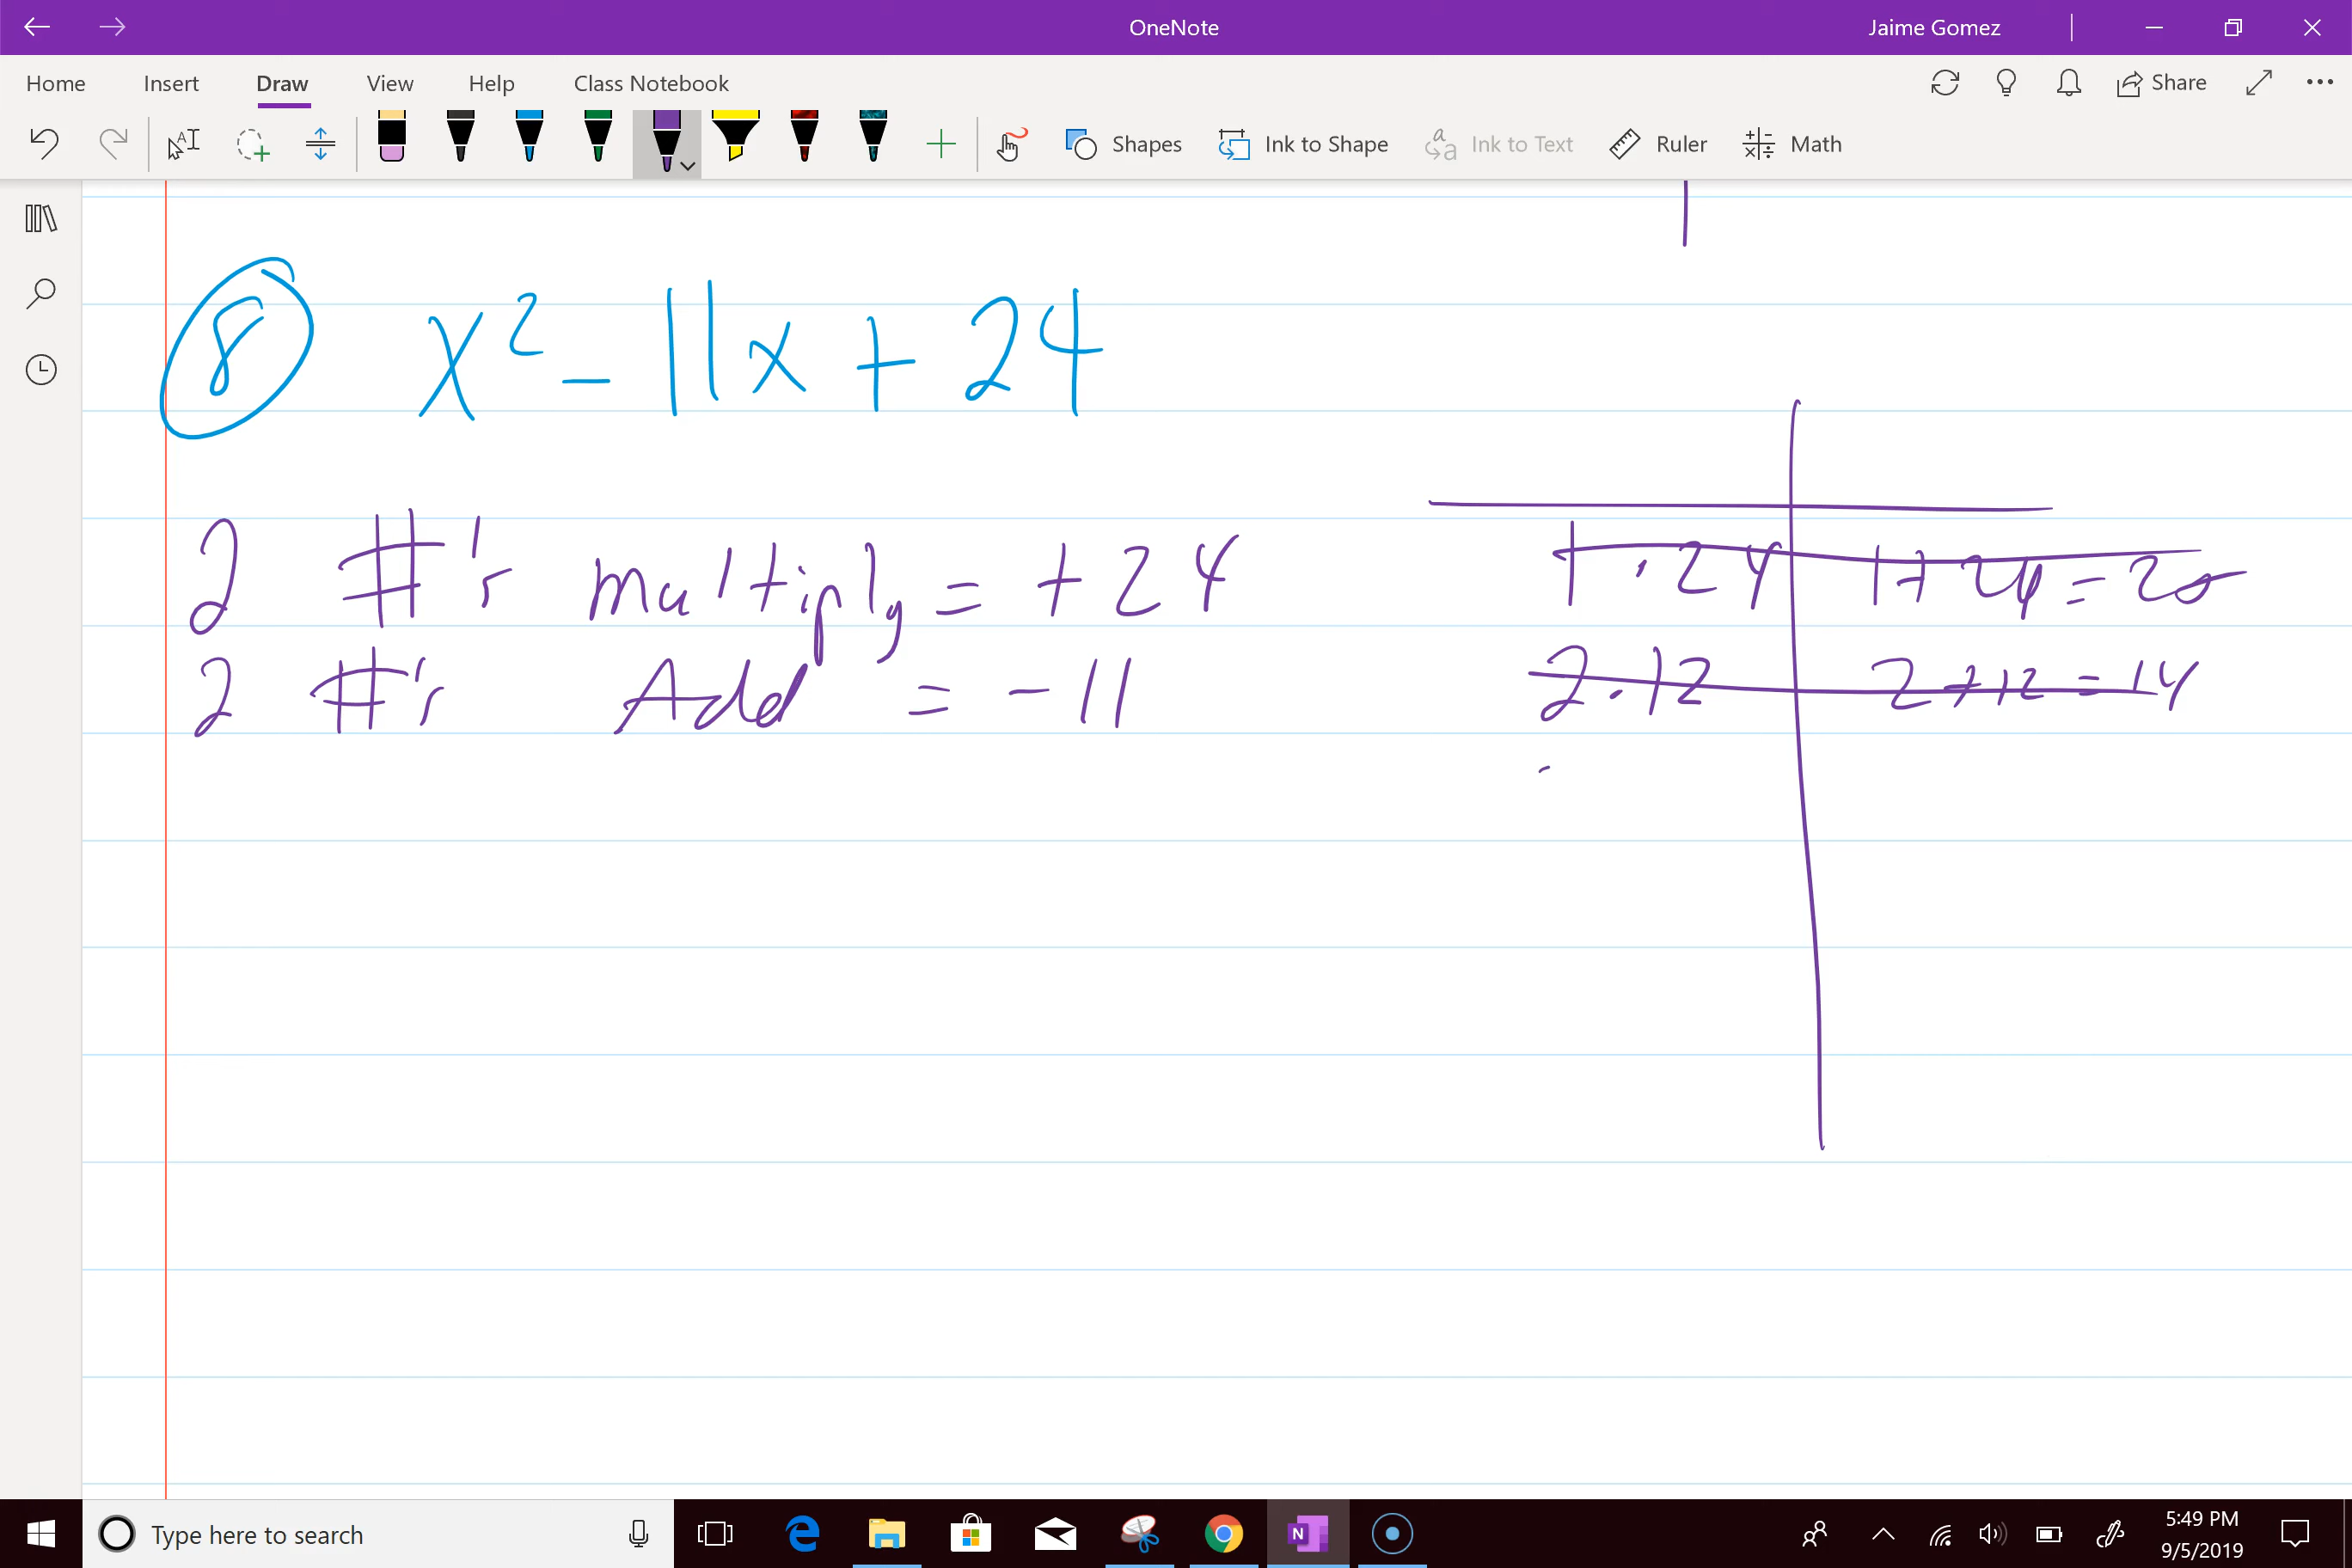 OneNote
Jaime Gomez
Home Insert Draw View Help Class Notebook
Share
Shapes Ink to Shape Ink to Text Ruler Math
8 x² - 11x + 24
2 #'s multiply = +24
2 #'s Add = -11
1 · 24 1 + 24 = 25
2 · 12 2 + 12 = 14
Type here to search
5:49 PM
9/5/2019